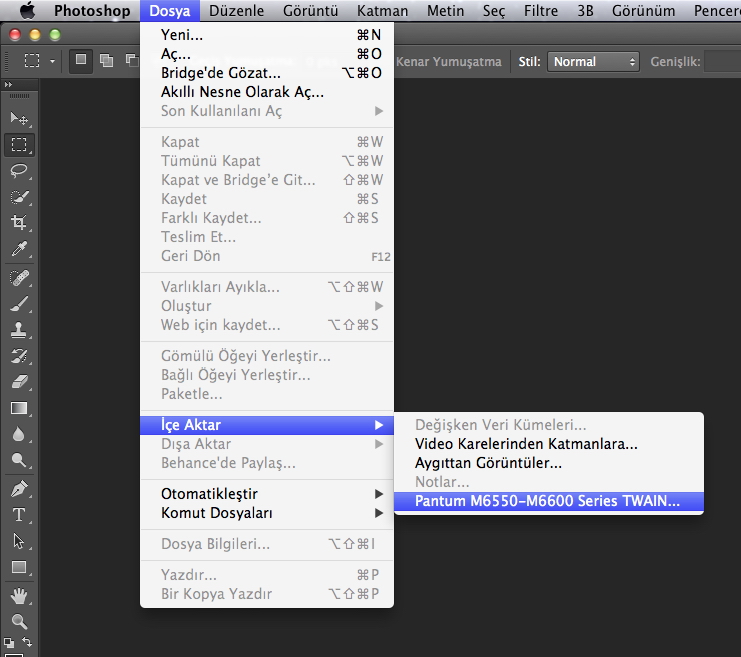 Photoshop Dosya Düzenle Görüntü Katman Metin Seç Filtre 3B Görünüm Pencere
Kenar Yumuşatma Stil: Normal Genişlik:
Yeni... ⌘N
Aç... ⌘O
Bridge'de Gözat... ⌥⌘O
Akıllı Nesne Olarak Aç...
Son Kullanılanı Aç
Kapat ⌘W
Tümünü Kapat ⌥⌘W
Kapat ve Bridge'e Git... ⇧⌘W
Kaydet ⌘S
Farklı Kaydet... ⇧⌘S
Teslim Et...
Geri Dön F12
Varlıkları Ayıkla... ⌥⇧⌘W
Oluştur
Web için kaydet... ⌥⇧⌘S
Gömülü Öğeyi Yerleştir...
Bağlı Öğeyi Yerleştir...
Paketle...
İçe Aktar
Değişken Veri Kümeleri...
Video Karelerinden Katmanlara...
Aygıttan Görüntüler...
Notlar...
Pantum M6550-M6600 Series TWAIN...
Dışa Aktar
Behance'de Paylaş...
Otomatikleştir
Komut Dosyaları
Dosya Bilgileri... ⌥⇧⌘I
Yazdır... ⌘P
Bir Kopya Yazdır ⌥⇧⌘P